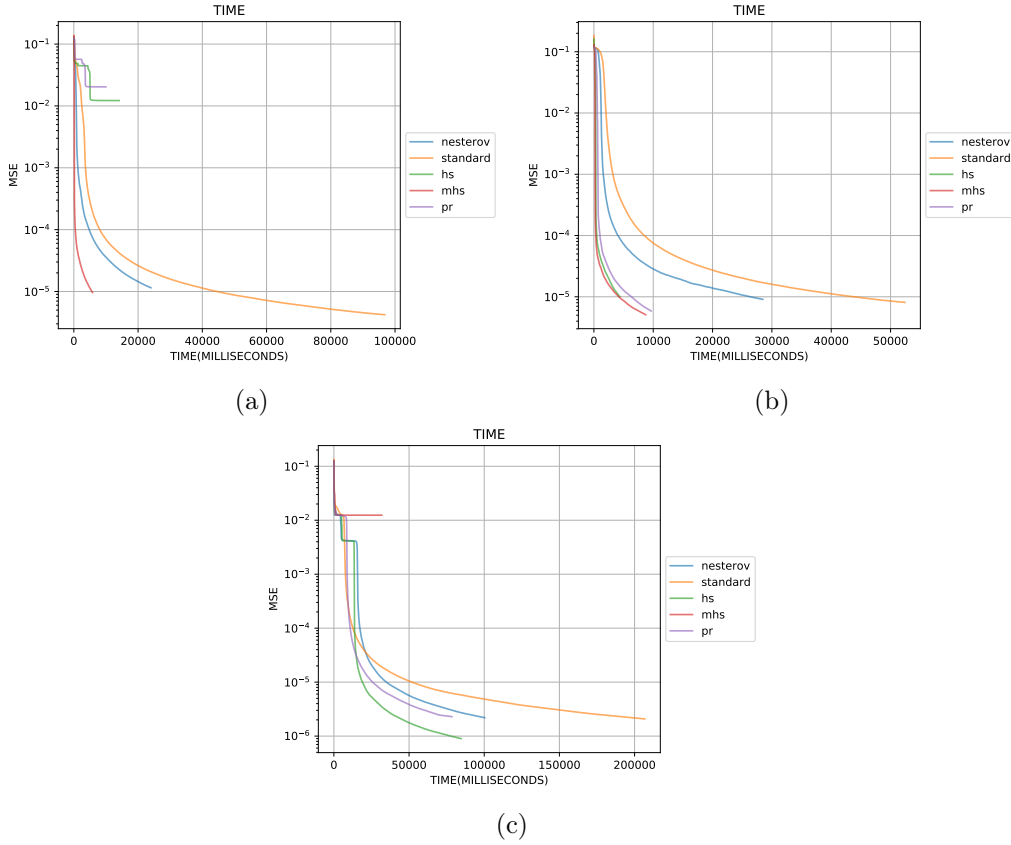 TIME
10⁻¹
10⁻²
10⁻³
10⁻⁴
10⁻⁵
MSE
0 20000 40000 60000 80000 100000
TIME(MILLISECONDS)
nesterov
standard
hs
mhs
pr
(a)
TIME
10⁻¹
10⁻²
10⁻³
10⁻⁴
10⁻⁵
MSE
0 10000 20000 30000 40000 50000
TIME(MILLISECONDS)
nesterov
standard
hs
mhs
pr
(b)
TIME
10⁻¹
10⁻²
10⁻³
10⁻⁴
10⁻⁵
10⁻⁶
MSE
0 50000 100000 150000 200000
TIME(MILLISECONDS)
nesterov
standard
hs
mhs
pr
(c)